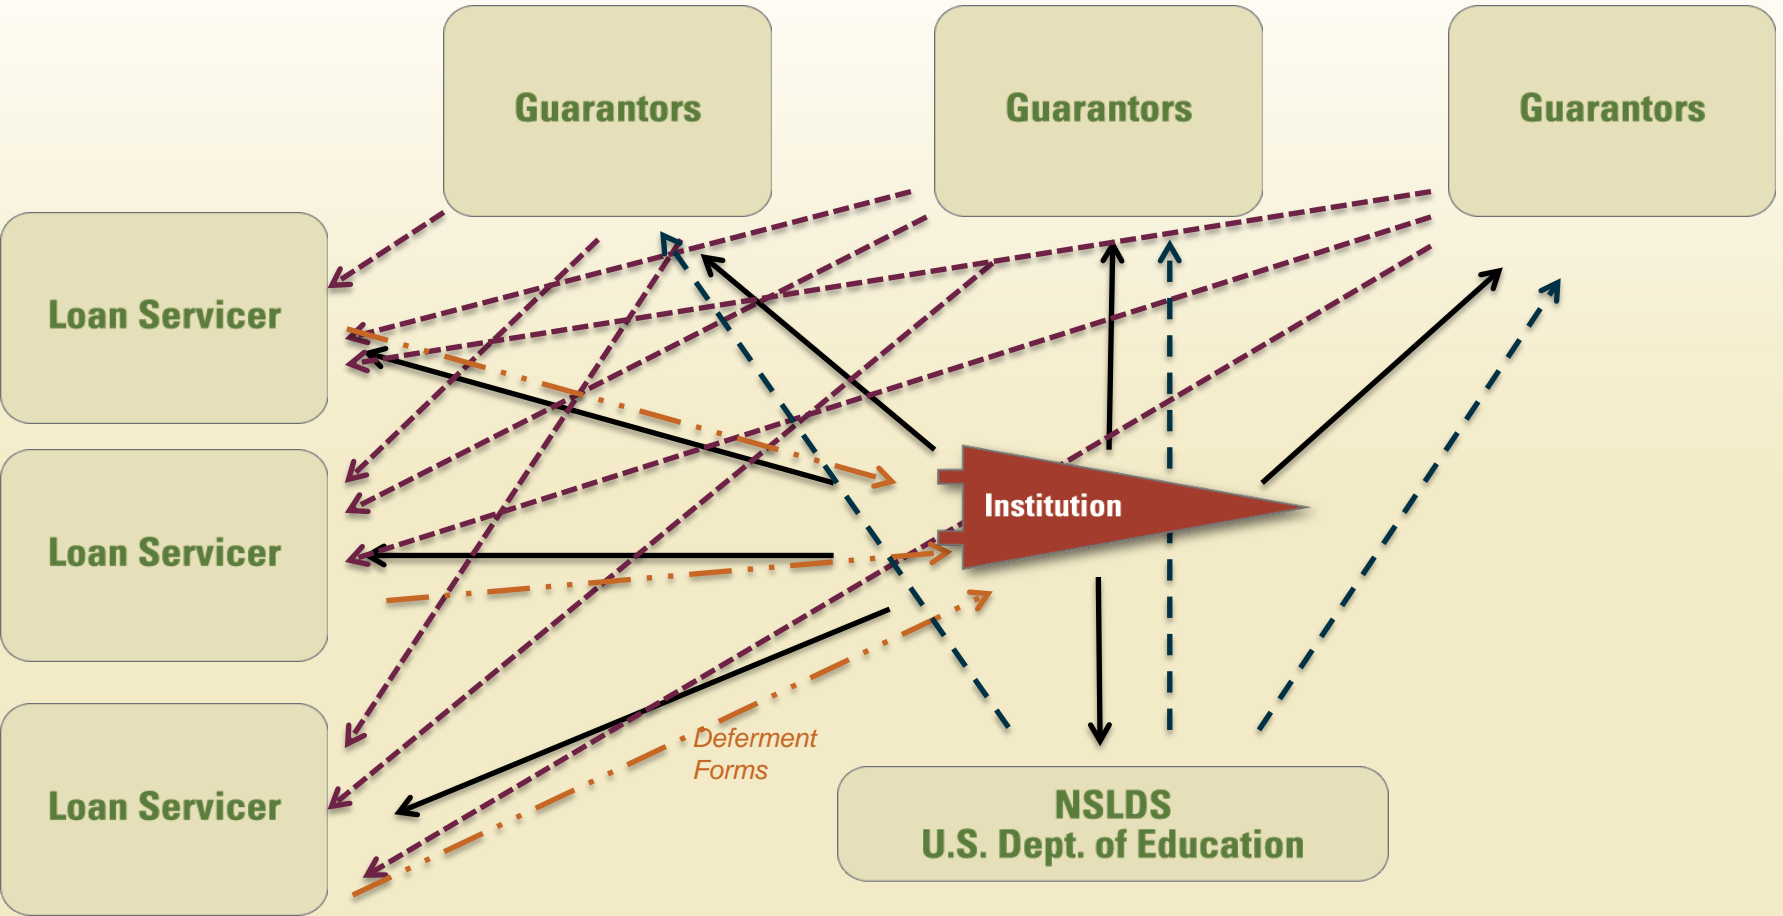 Guarantors
Guarantors
Guarantors
Loan Servicer
Institution
Loan Servicer
Deferment
Forms
Loan Servicer
NSLDS
U.S. Dept. of Education